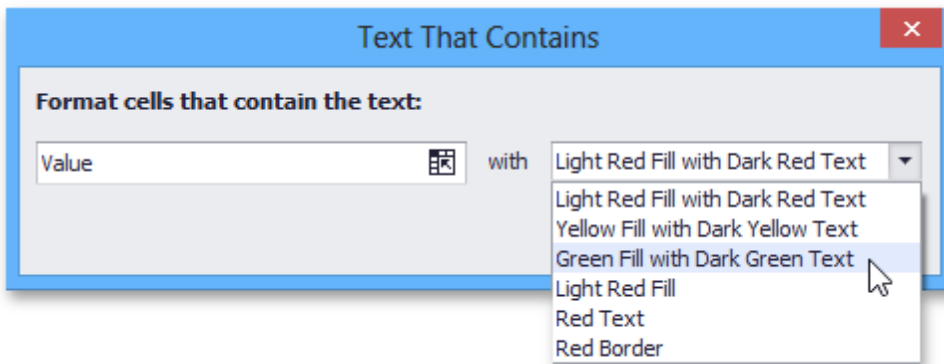 Text That Contains
Format cells that contain the text:
Value with Light Red Fill with Dark Red Text
Light Red Fill with Dark Red Text
Yellow Fill with Dark Yellow Text
Green Fill with Dark Green Text
Light Red Fill
Red Text
Red Border